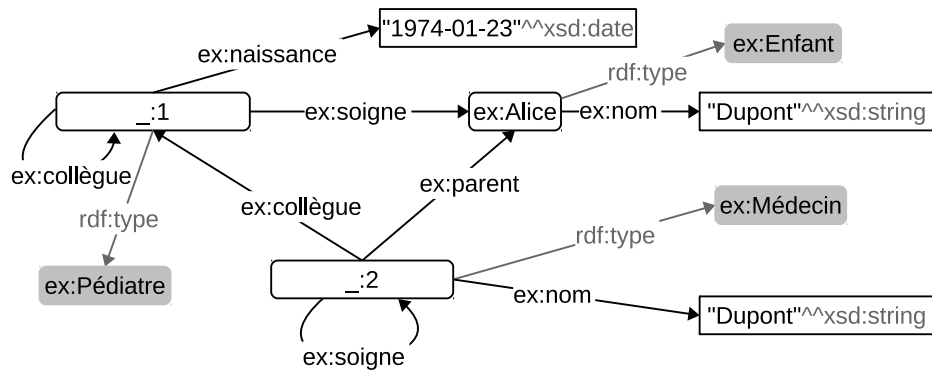 "1974-01-23"^^xsd:date
ex:Enfant
ex:naissance
rdf:type
_:1
ex:soigne
ex:Alice
ex:nom
"Dupont"^^xsd:string
ex:collègue
ex:parent
rdf:type
ex:collègue
ex:Médecin
rdf:type
ex:Pédiatre
_:2
ex:nom
"Dupont"^^xsd:string
ex:soigne